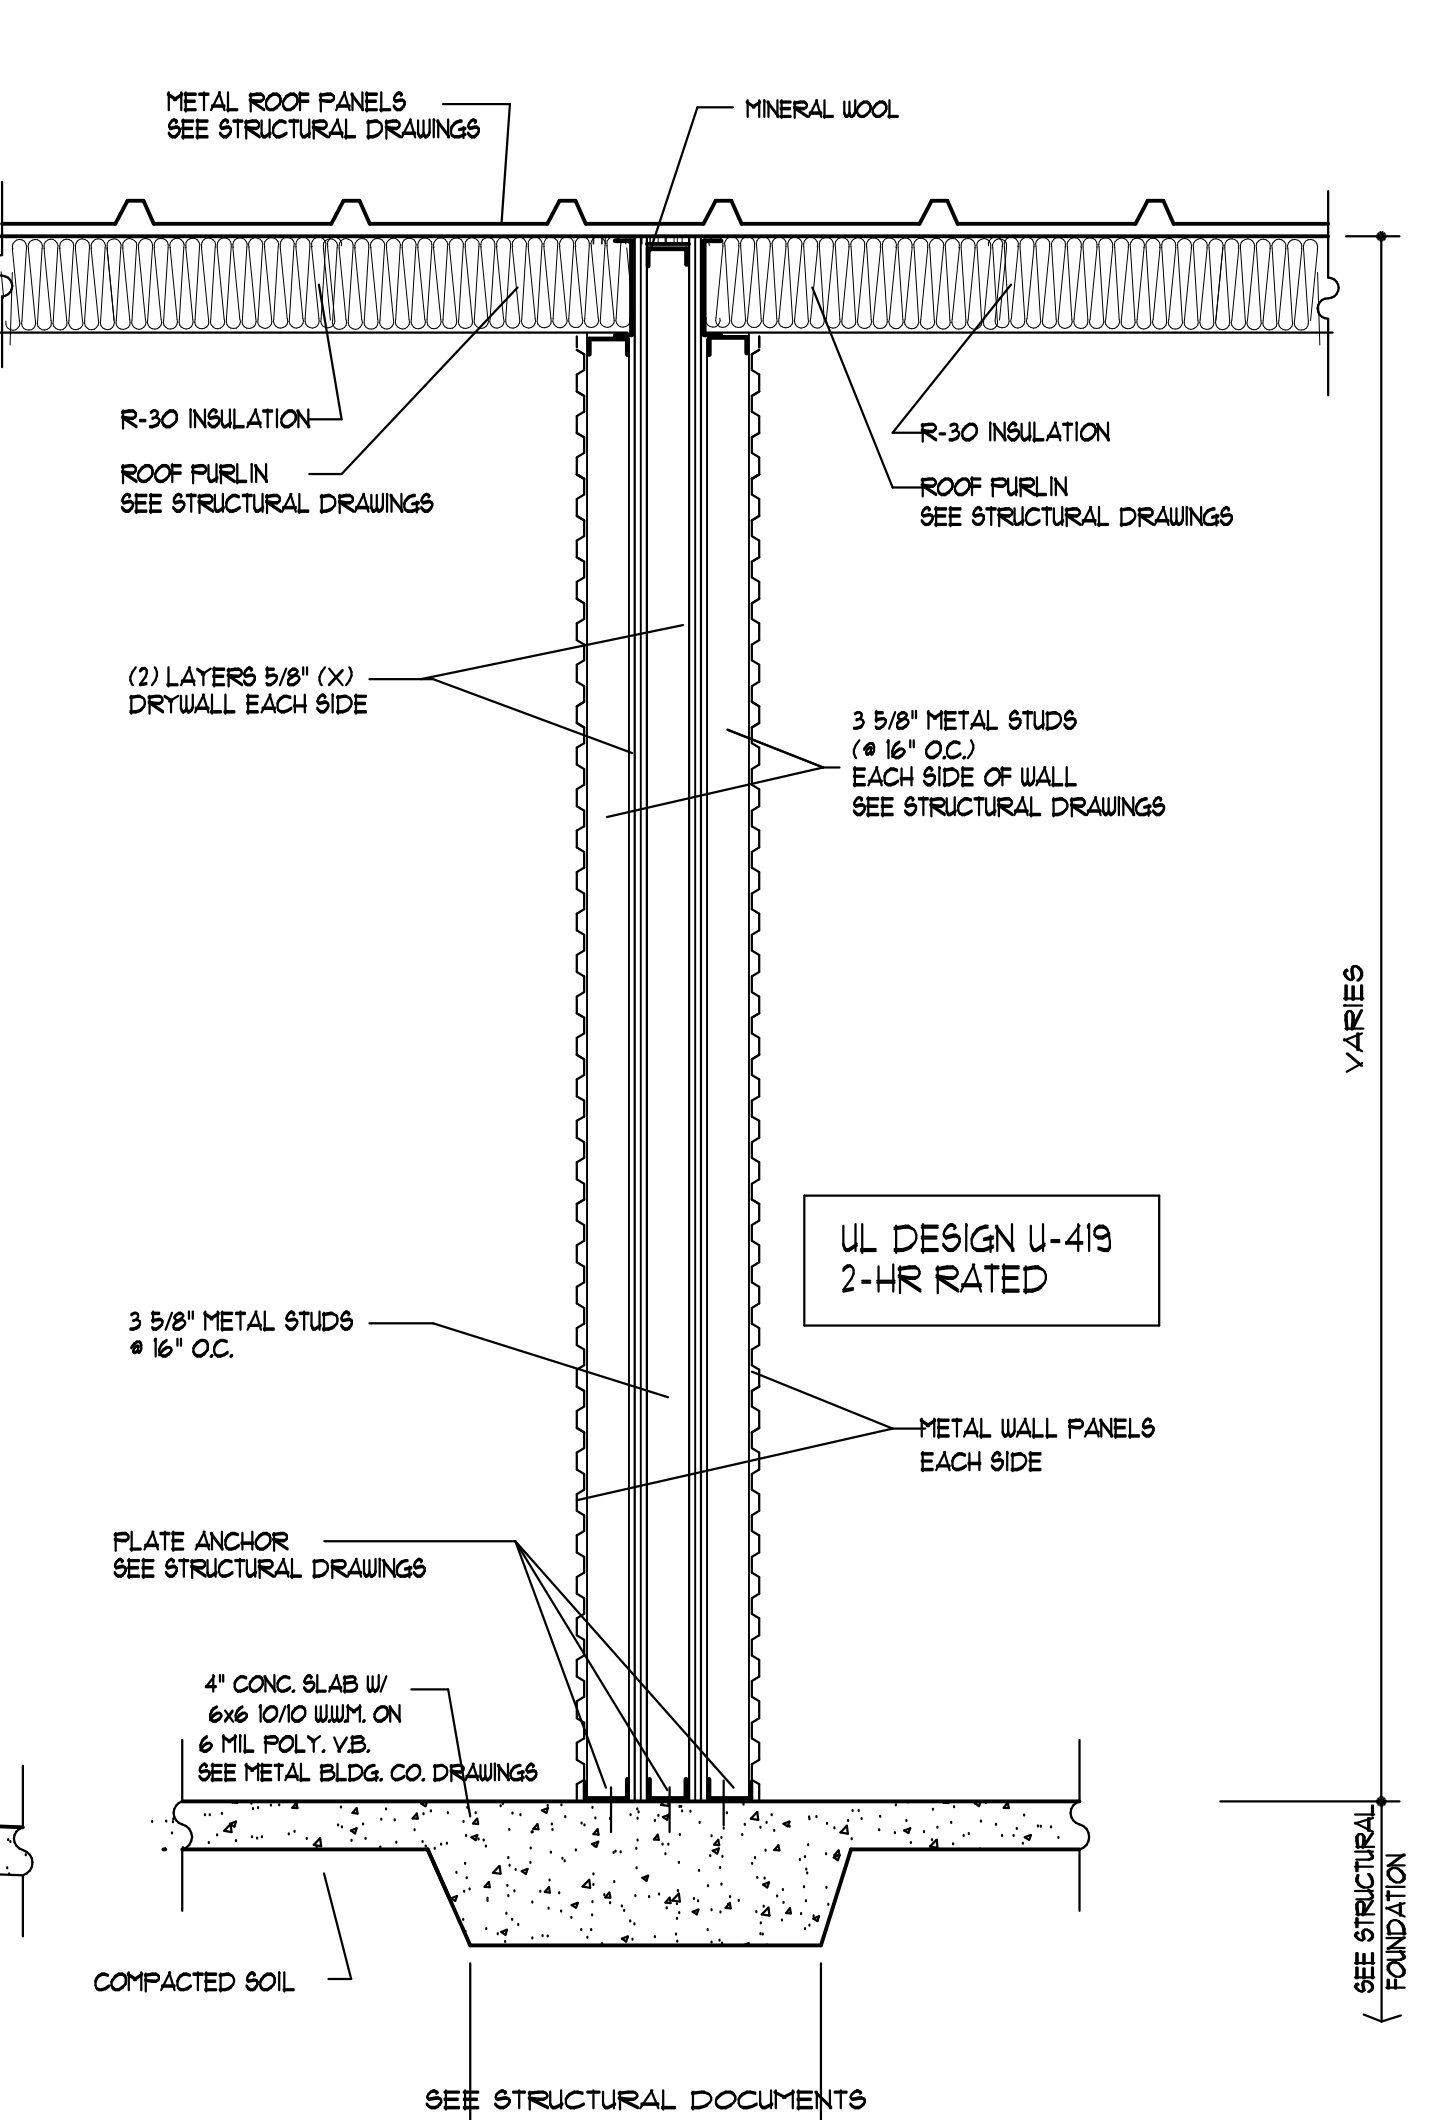 METAL ROOF PANELS
SEE STRUCTURAL DRAWINGS
MINERAL WOOL
R-30 INSULATION
ROOF PURLIN
SEE STRUCTURAL DRAWINGS
R-30 INSULATION
ROOF PURLIN
SEE STRUCTURAL DRAWINGS
(2) LAYERS 5/8" (X)
DRYWALL EACH SIDE
3 5/8" METAL STUDS
(@ 16" O.C.)
EACH SIDE OF WALL
SEE STRUCTURAL DRAWINGS
VARIES
UL DESIGN U-419
2-HR RATED
3 5/8" METAL STUDS
@ 16" O.C.
METAL WALL PANELS
EACH SIDE
PLATE ANCHOR
SEE STRUCTURAL DRAWINGS
4" CONC. SLAB W/
6x6 10/10 W.W.M. ON
6 MIL POLY. V.B.
SEE METAL BLDG. CO. DRAWINGS
SEE STRUCTURAL
FOUNDATION
COMPACTED SOIL
SEE STRUCTURAL DOCUMENTS